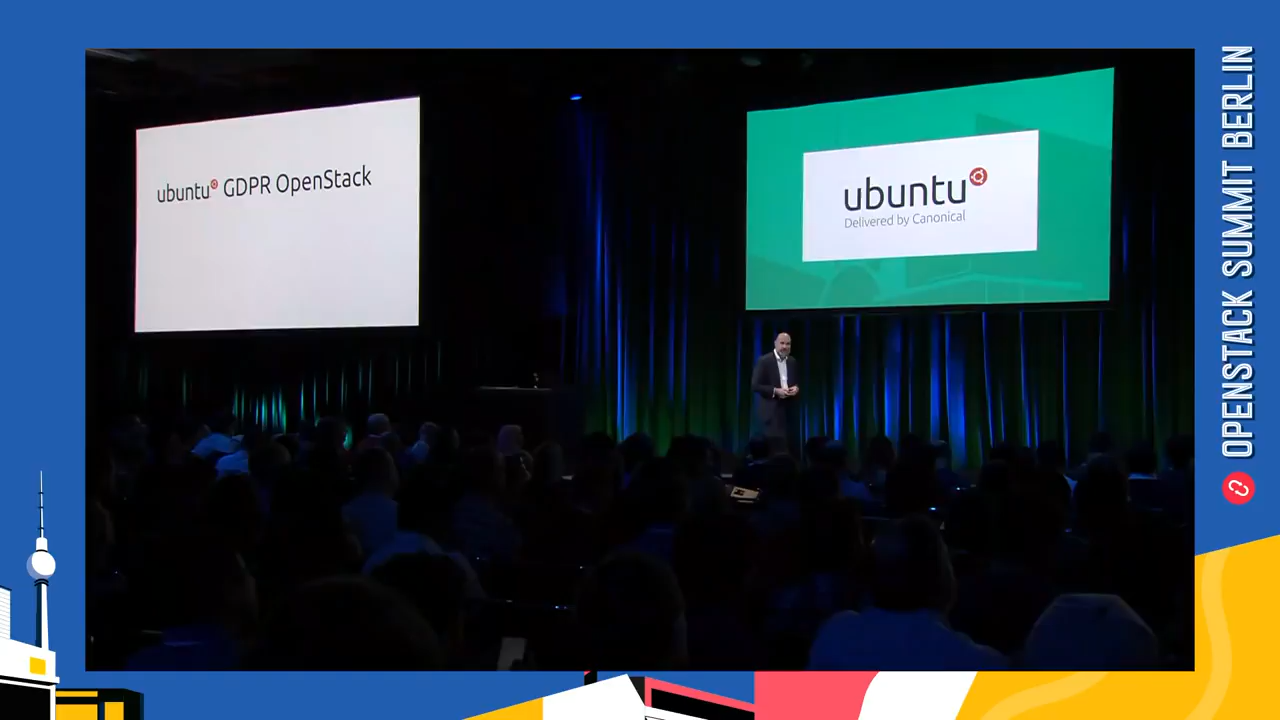 ubuntu GDPR OpenStack
ubuntu
Delivered by Canonical
OPENSTACK SUMMIT BERLIN